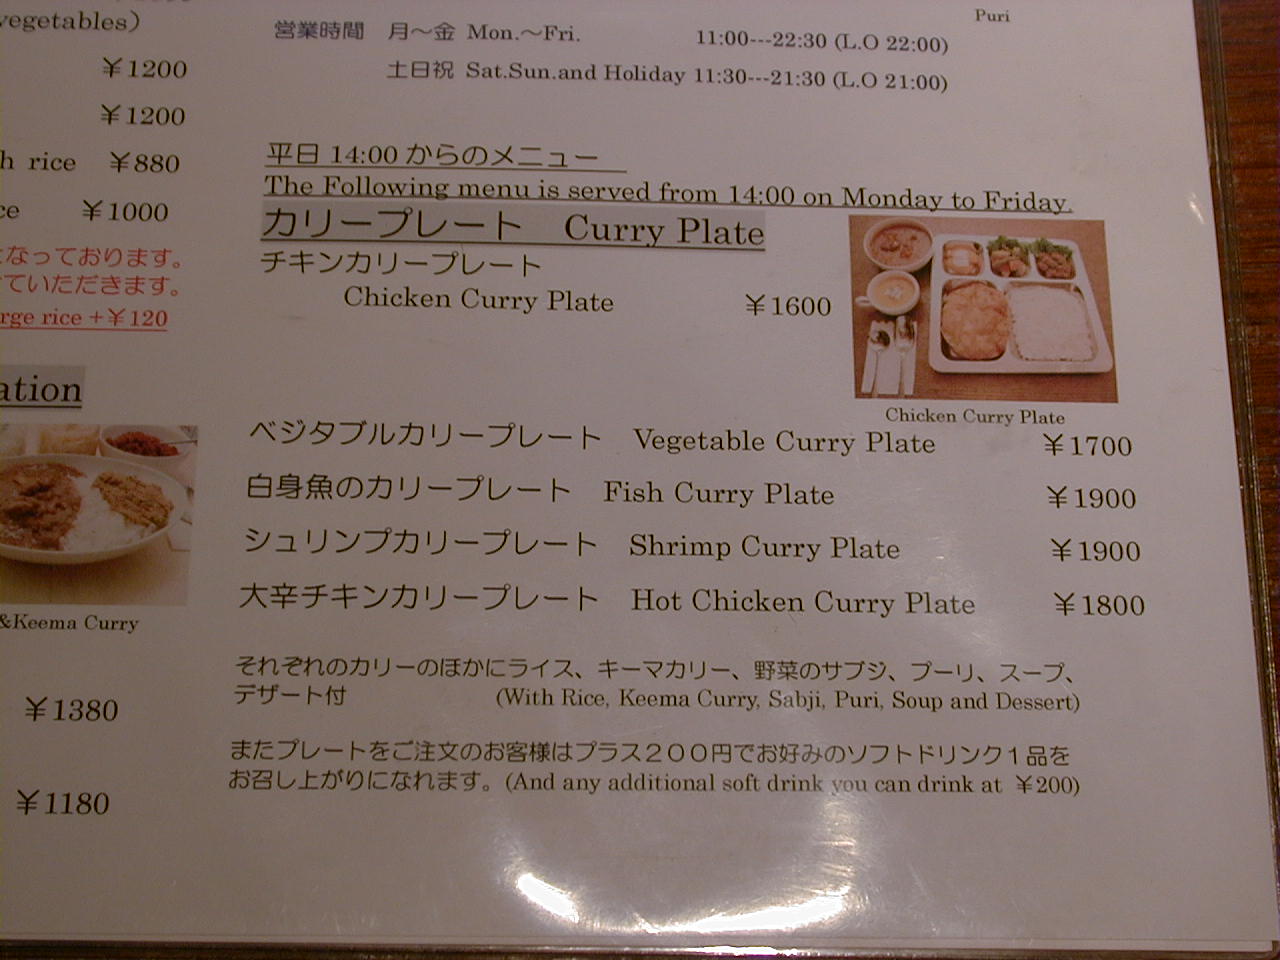 vegetables)
¥1200
¥1200
h rice ¥880
ce ¥1000
なっております。
ていただきます。
rge rice +¥120
ation
&Keema Curry
¥1380
¥1180
Puri
営業時間 月～金 Mon.～Fri. 11:00---22:30 (L.O 22:00)
土日祝 Sat.Sun.and Holiday 11:30---21:30 (L.O 21:00)
平日 14:00 からのメニュー
The Following menu is served from 14:00 on Monday to Friday.
カリープレート Curry Plate
チキンカリープレート
Chicken Curry Plate ¥1600
Chicken Curry Plate
ベジタブルカリープレート Vegetable Curry Plate ¥1700
白身魚のカリープレート Fish Curry Plate ¥1900
シュリンプカリープレート Shrimp Curry Plate ¥1900
大辛チキンカリープレート Hot Chicken Curry Plate ¥1800
それぞれのカリーのほかにライス、キーマカリー、野菜のサブジ、プーリ、スープ、
デザート付 (With Rice, Keema Curry, Sabji, Puri, Soup and Dessert)
またプレートをご注文のお客様はプラス２００円でお好みのソフトドリンク１品を
お召し上がりになれます。(And any additional soft drink you can drink at ¥200)